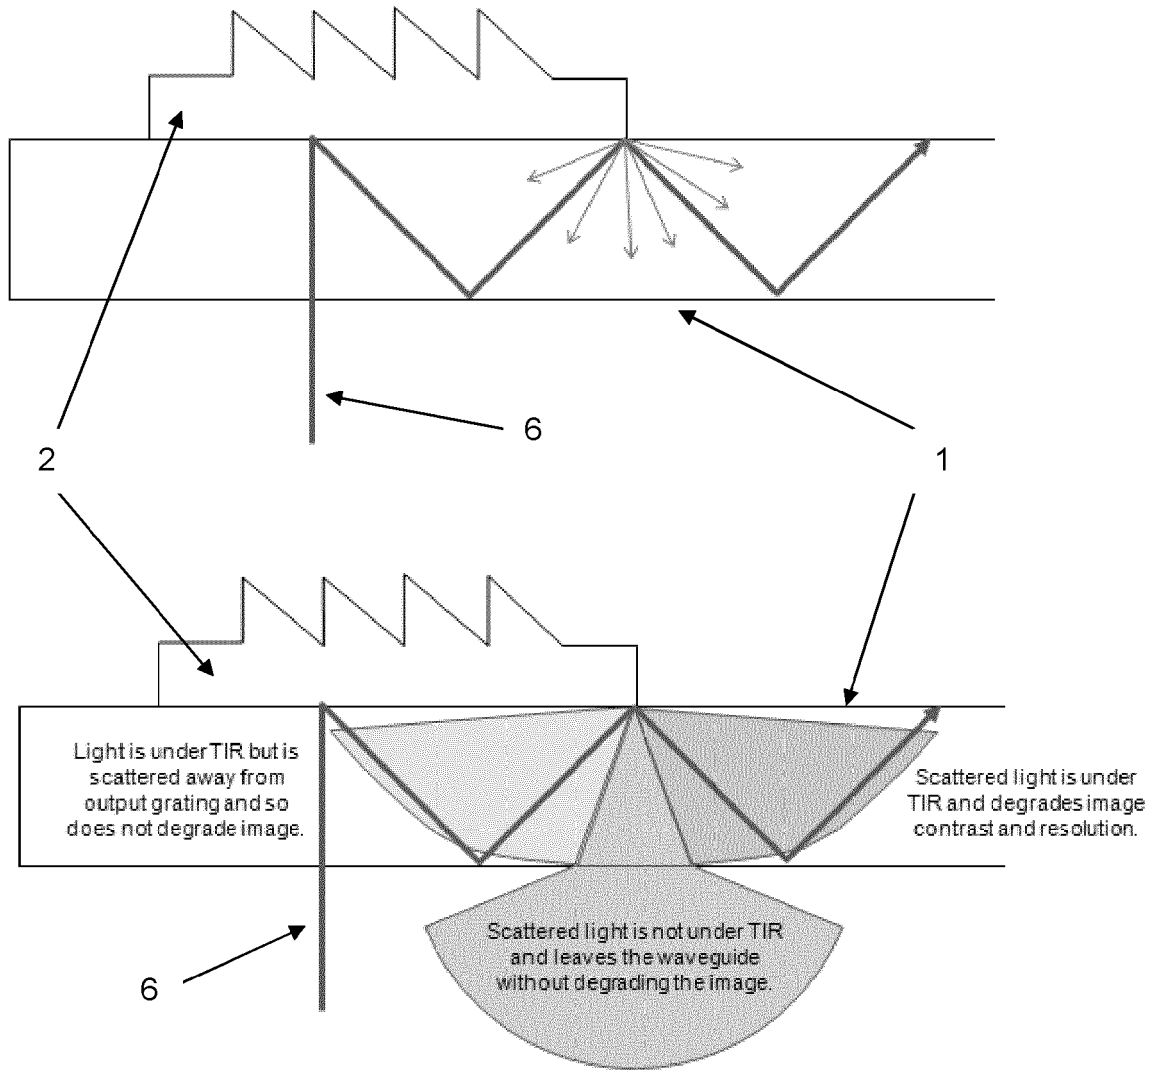 6
2
1
Light is under TIR but is
scattered away from
output grating and so
does not degrade image.
Scattered light is under
TIR and degrades image
contrast and resolution.
Scattered light is not under TIR
and leaves the waveguide
without degrading the image.
6